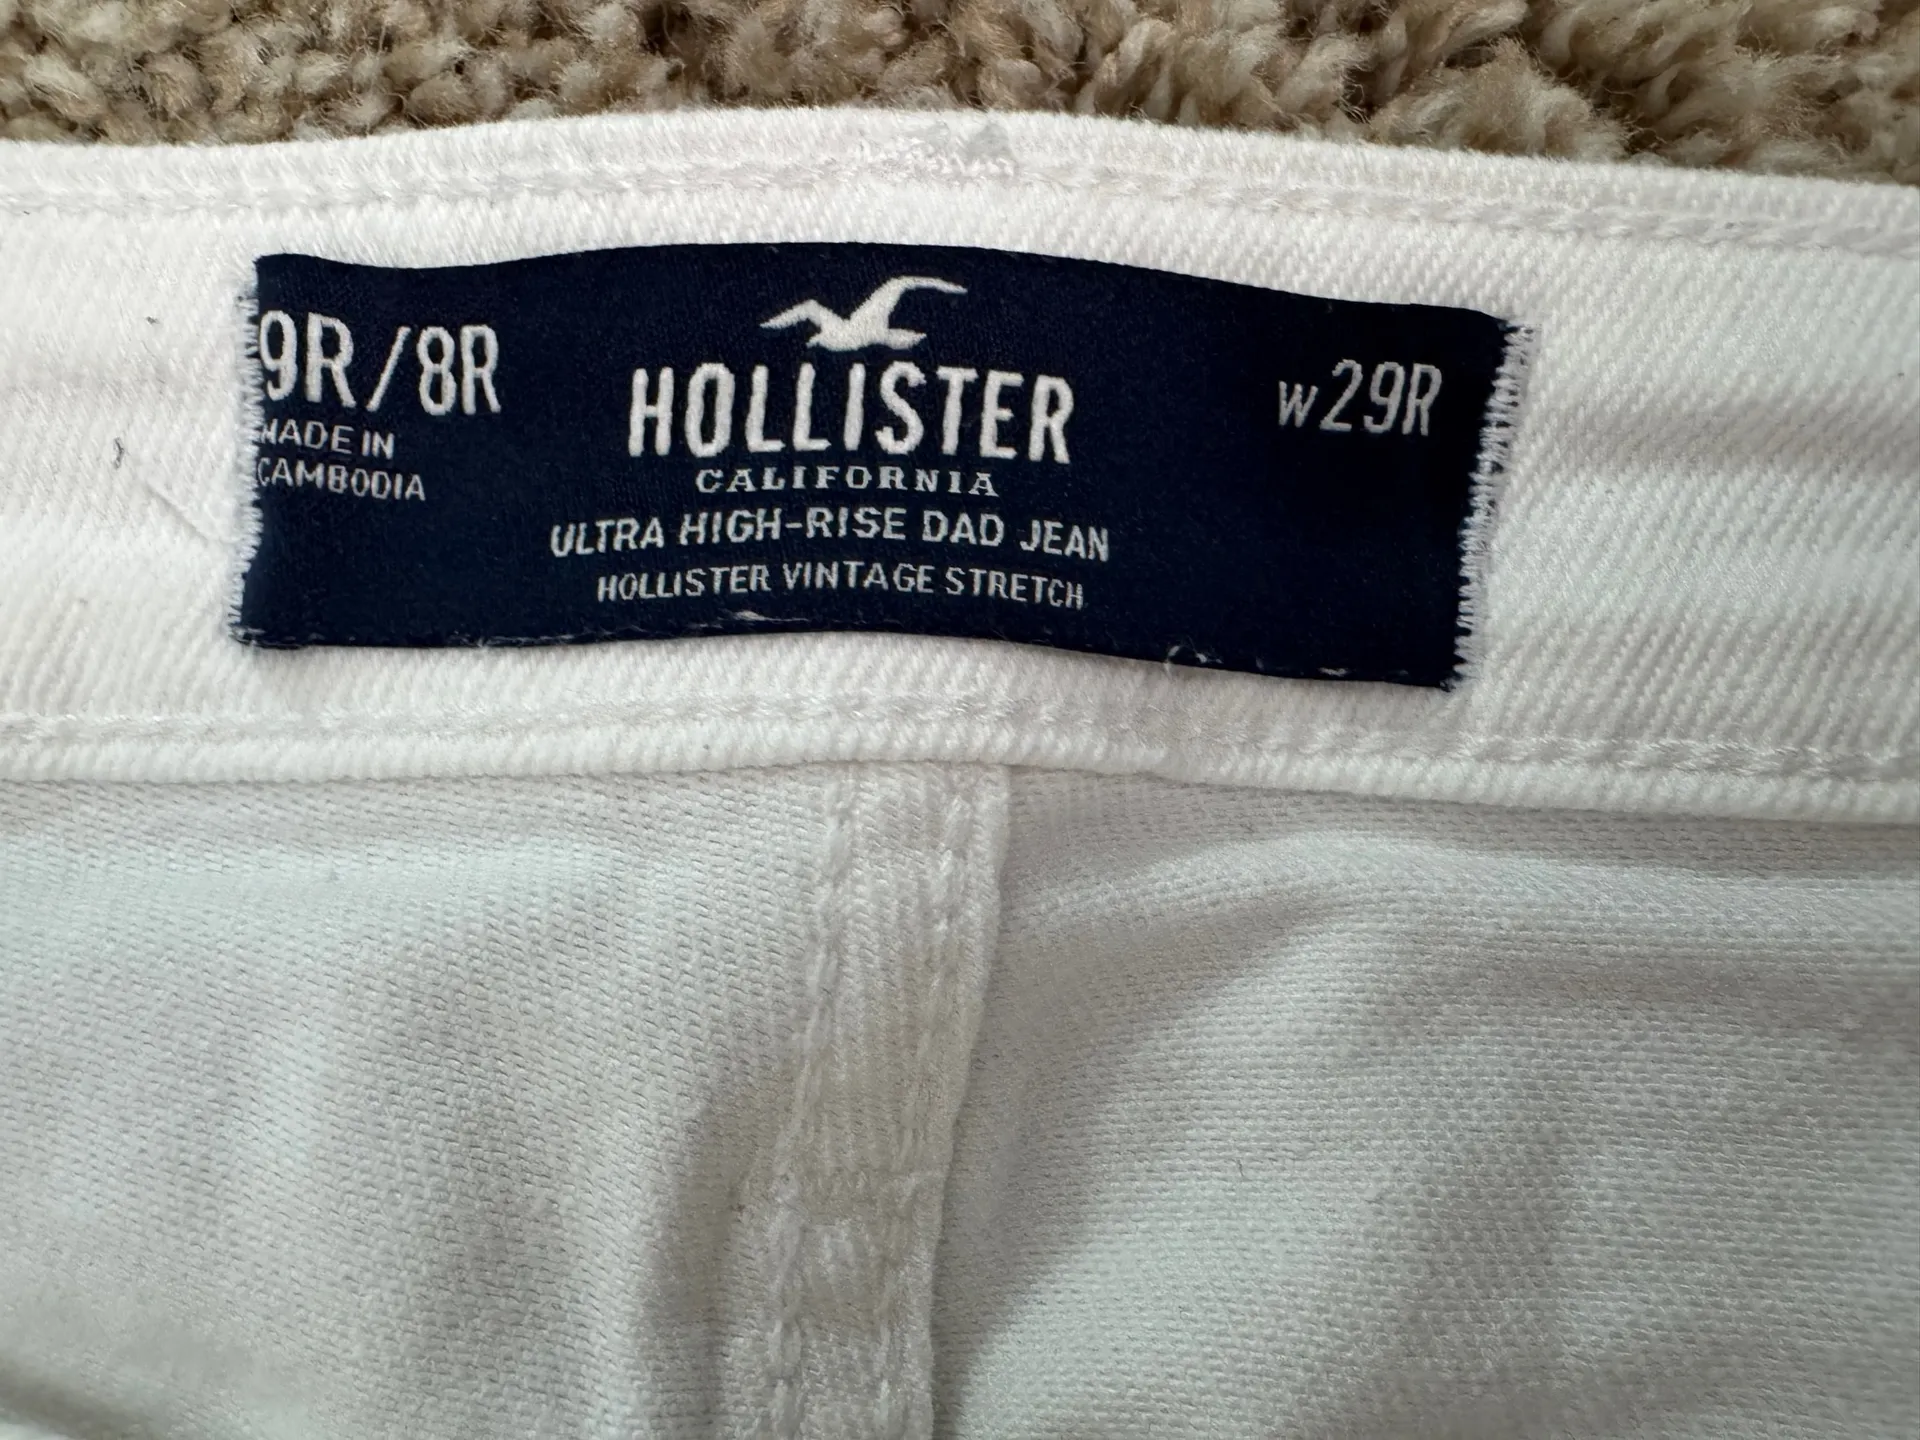 9R/8R
MADE IN
CAMBODIA
HOLLISTER
CALIFORNIA
ULTRA HIGH-RISE DAD JEAN
HOLLISTER VINTAGE STRETCH
w29R